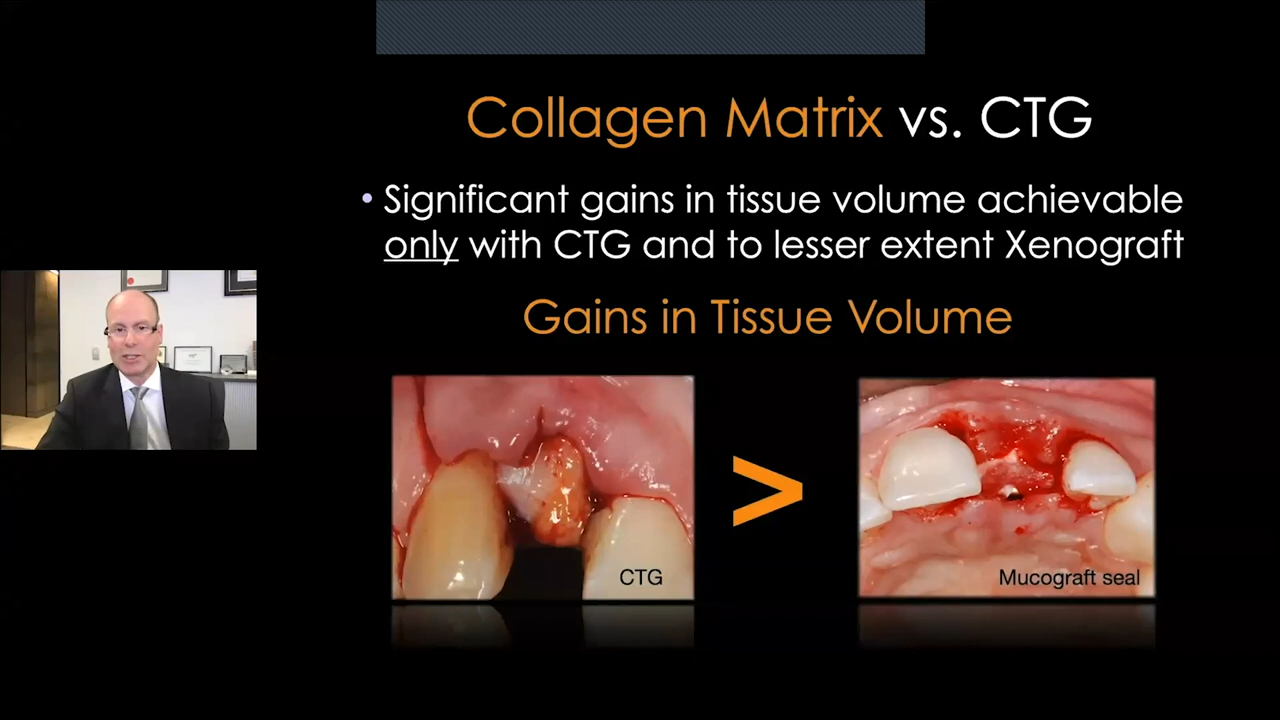 Collagen Matrix vs. CTG
• Significant gains in tissue volume achievable
only with CTG and to lesser extent Xenograft
Gains in Tissue Volume
>
CTG
Mucograft seal